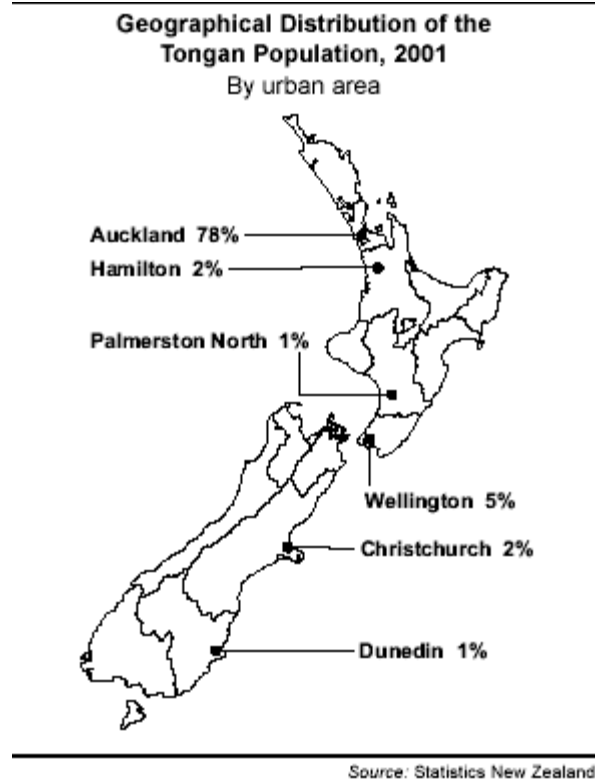 Geographical Distribution of the
Tongan Population, 2001
By urban area
Auckland 78%
Hamilton 2%
Palmerston North 1%
Wellington 5%
Christchurch 2%
Dunedin 1%
Source: Statistics New Zealand